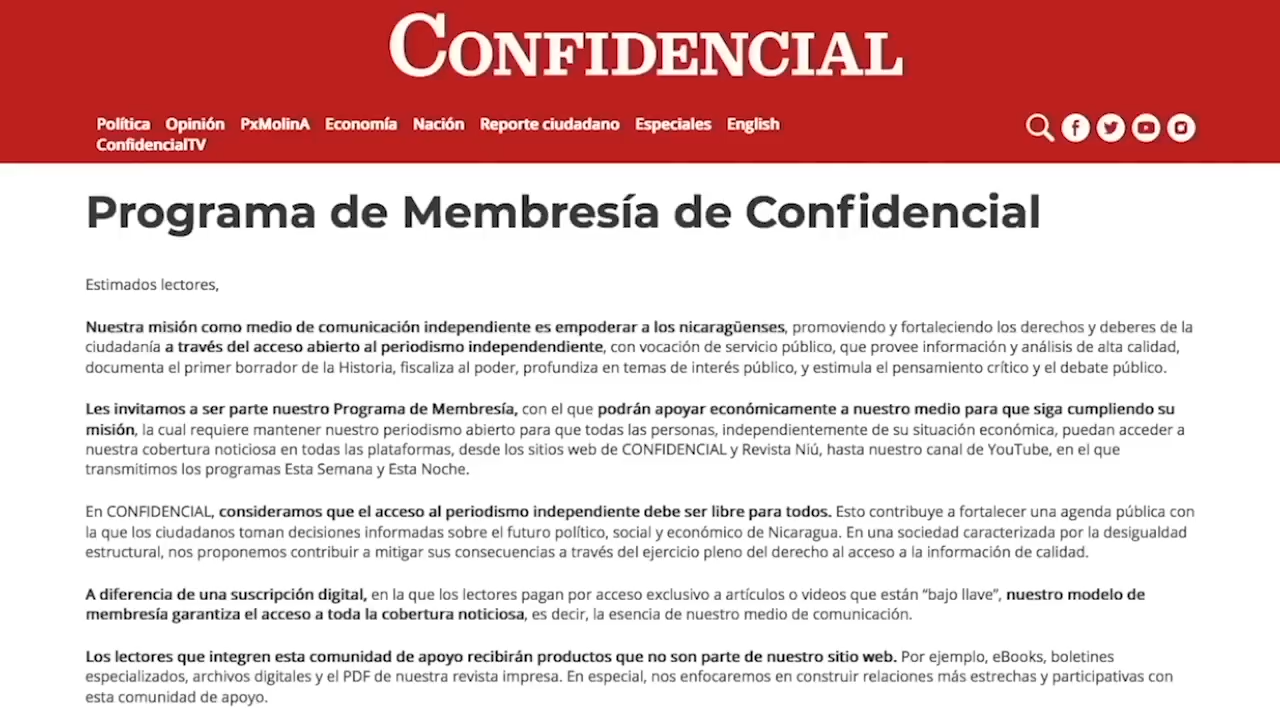 CONFIDENCIAL
Política Opinión PxMolinA Economía Nación Reporte ciudadano Especiales English
ConfidencialTV
Programa de Membresía de Confidencial
Estimados lectores,
Nuestra misión como medio de comunicación independiente es empoderar a los nicaragüenses, promoviendo y fortaleciendo los derechos y deberes de la
ciudadanía a través del acceso abierto al periodismo independendiente, con vocación de servicio público, que provee información y análisis de alta calidad,
documenta el primer borrador de la Historia, fiscaliza al poder, profundiza en temas de interés público, y estimula el pensamiento crítico y el debate público.
Les invitamos a ser parte nuestro Programa de Membresía, con el que podrán apoyar económicamente a nuestro medio para que siga cumpliendo su
misión, la cual requiere mantener nuestro periodismo abierto para que todas las personas, independientemente de su situación económica, puedan acceder a
nuestra cobertura noticiosa en todas las plataformas, desde los sitios web de CONFIDENCIAL y Revista Niú, hasta nuestro canal de YouTube, en el que
transmitimos los programas Esta Semana y Esta Noche.
En CONFIDENCIAL, consideramos que el acceso al periodismo independiente debe ser libre para todos. Esto contribuye a fortalecer una agenda pública con
la que los ciudadanos toman decisiones informadas sobre el futuro político, social y económico de Nicaragua. En una sociedad caracterizada por la desigualdad
estructural, nos proponemos contribuir a mitigar sus consecuencias a través del ejercicio pleno del derecho al acceso a la información de calidad.
A diferencia de una suscripción digital, en la que los lectores pagan por acceso exclusivo a artículos o videos que están “bajo llave”, nuestro modelo de
membresía garantiza el acceso a toda la cobertura noticiosa, es decir, la esencia de nuestro medio de comunicación.
Los lectores que integren esta comunidad de apoyo recibirán productos que no son parte de nuestro sitio web. Por ejemplo, eBooks, boletines
especializados, archivos digitales y el PDF de nuestra revista impresa. En especial, nos enfocaremos en construir relaciones más estrechas y participativas con
esta comunidad de apoyo.